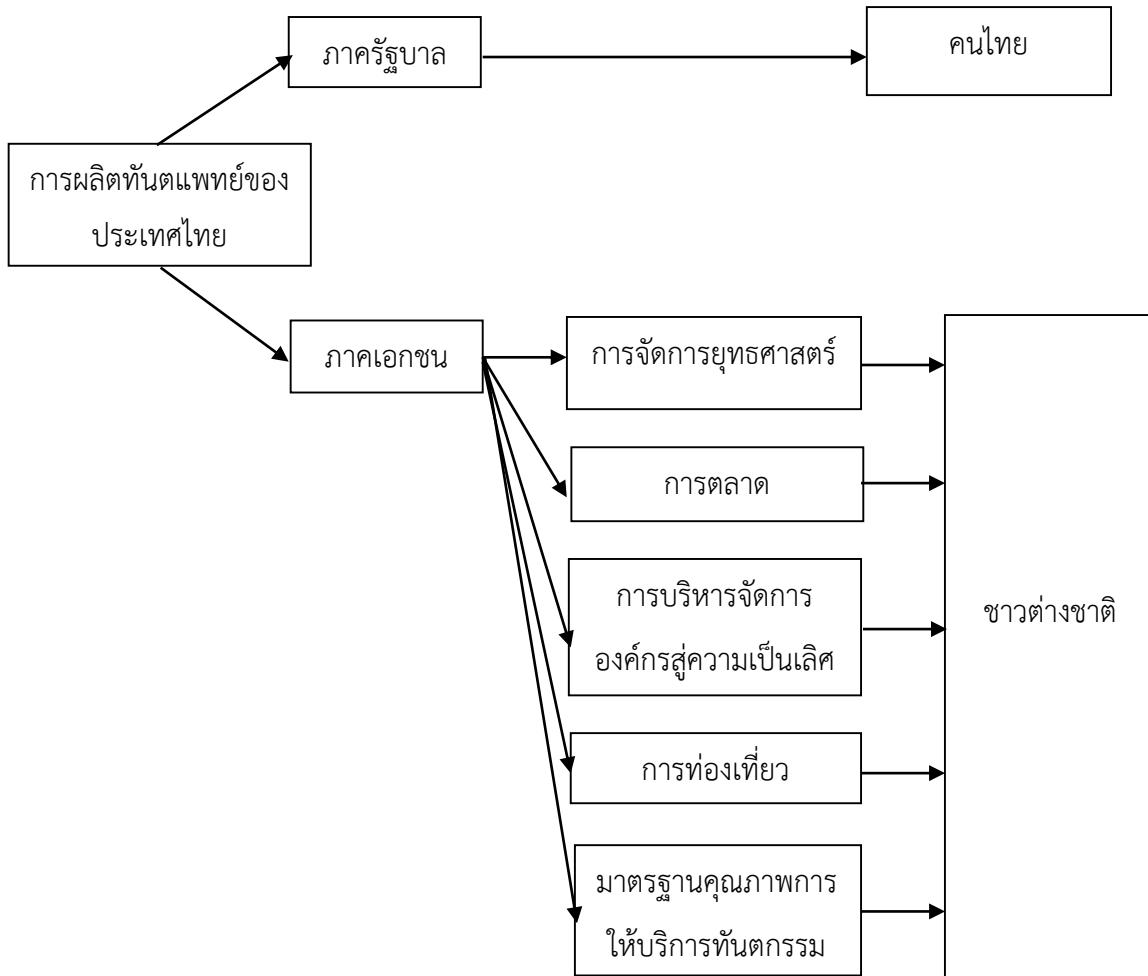 ภาครัฐบาล
คนไทย
การผลิตทันตแพทย์ของ
ประเทศไทย
ภาคเอกชน
การจัดการยุทธศาสตร์
การตลาด
การบริหารจัดการ
องค์กรสู่ความเป็นเลิศ
ชาวต่างชาติ
การท่องเที่ยว
มาตรฐานคุณภาพการ
ให้บริการทันตกรรม